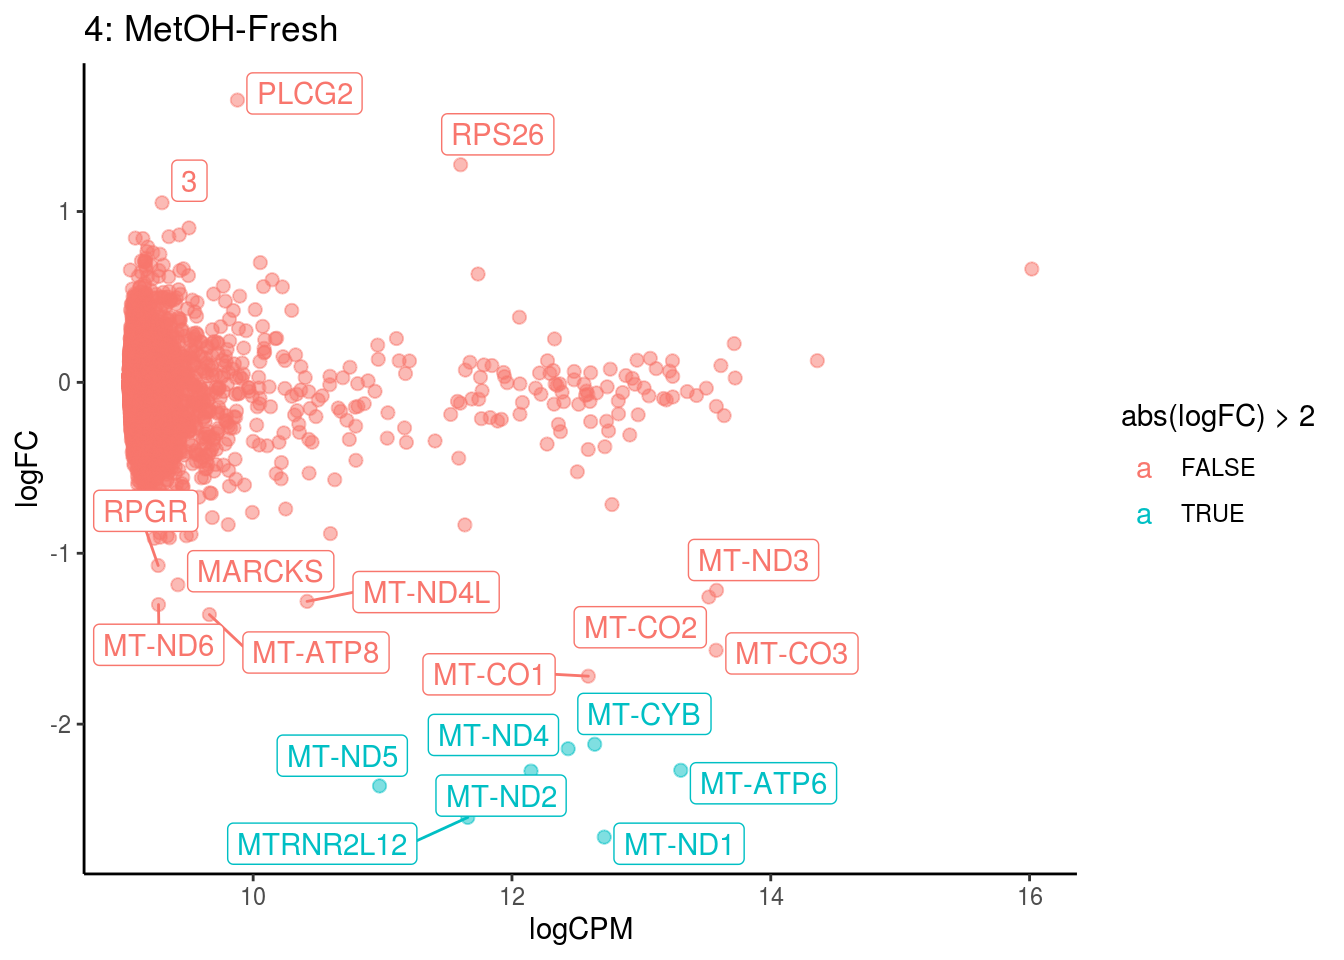 4: MetOH-Fresh
PLCG2
RPS26
3
1
0
-1
-2
logFC
RPGR
MARCKS
MT-ND4L
MT-ND3
MT-ND6
MT-ATP8
MT-CO2
MT-CO3
MT-CO1
MT-CYB
MT-ND4
MT-ND5
MT-ATP6
MT-ND2
MTRNR2L12
MT-ND1
10
12
14
16
logCPM
abs(logFC) > 2
a FALSE
a TRUE